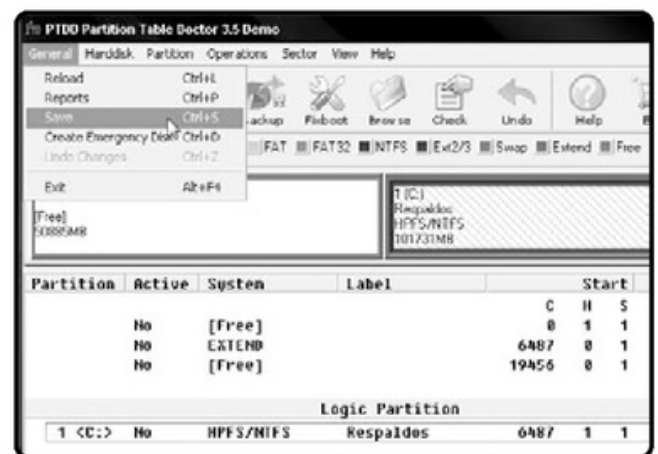 PTDD Partition Table Doctor 3.5 Demo
General Harddisk Partition Operations Sector View Help
Reload Ctrl+L
Reports Ctrl+P
Save Ctrl+S
Create Emergency Disk Ctrl+D
Undo Changes Ctrl+Z
Exit Alt+F4
Fixboot Browse Check Undo Help
FAT FAT32 NTFS Ext2/3 Swap Extend Free
[Free]
50885MB
1 (C:)
Respaldos
HPFS/NTFS
101731MB
Partition Active System Label Start
C H S
No [Free] 0 1 1
No EXTEND 6487 0 1
No [Free] 19456 0 1
Logic Partition
1 <C:> No HPFS/NTFS Respaldos 6487 1 1